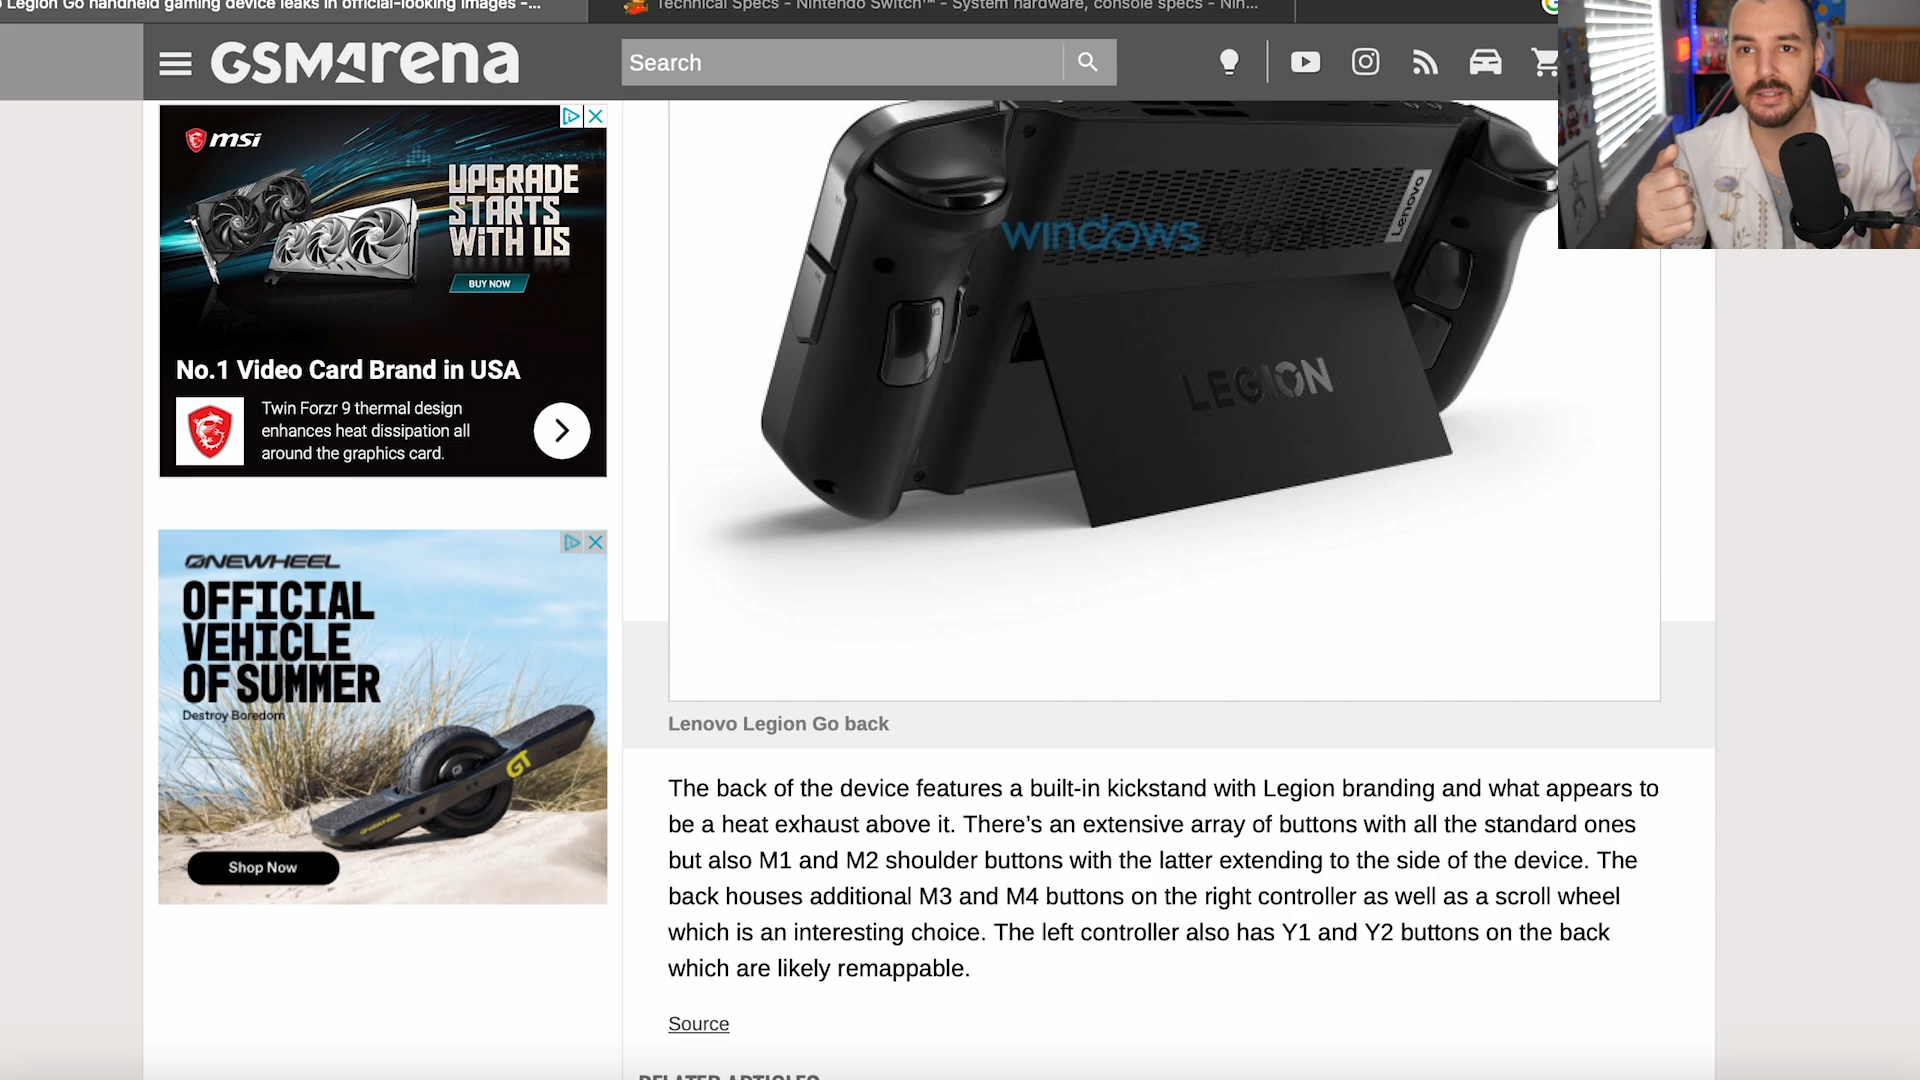 Legion Go handheld gaming device leaks in official-looking images -...
Technical Specs - Nintendo Switch™ - System hardware, console specs - Nin...
GSMArena
Search
msi
UPGRADE
STARTS
WITH US
BUY NOW
No.1 Video Card Brand in USA
Twin Forzr 9 thermal design
enhances heat dissipation all
around the graphics card.
ONEWHEEL
OFFICIAL
VEHICLE
OF SUMMER
Destroy Boredom
GT
Shop Now
Lenovo
windows
LEGION
Lenovo Legion Go back
The back of the device features a built-in kickstand with Legion branding and what appears to
be a heat exhaust above it. There’s an extensive array of buttons with all the standard ones
but also M1 and M2 shoulder buttons with the latter extending to the side of the device. The
back houses additional M3 and M4 buttons on the right controller as well as a scroll wheel
which is an interesting choice. The left controller also has Y1 and Y2 buttons on the back
which are likely remappable.
Source
RELATED ARTICLES